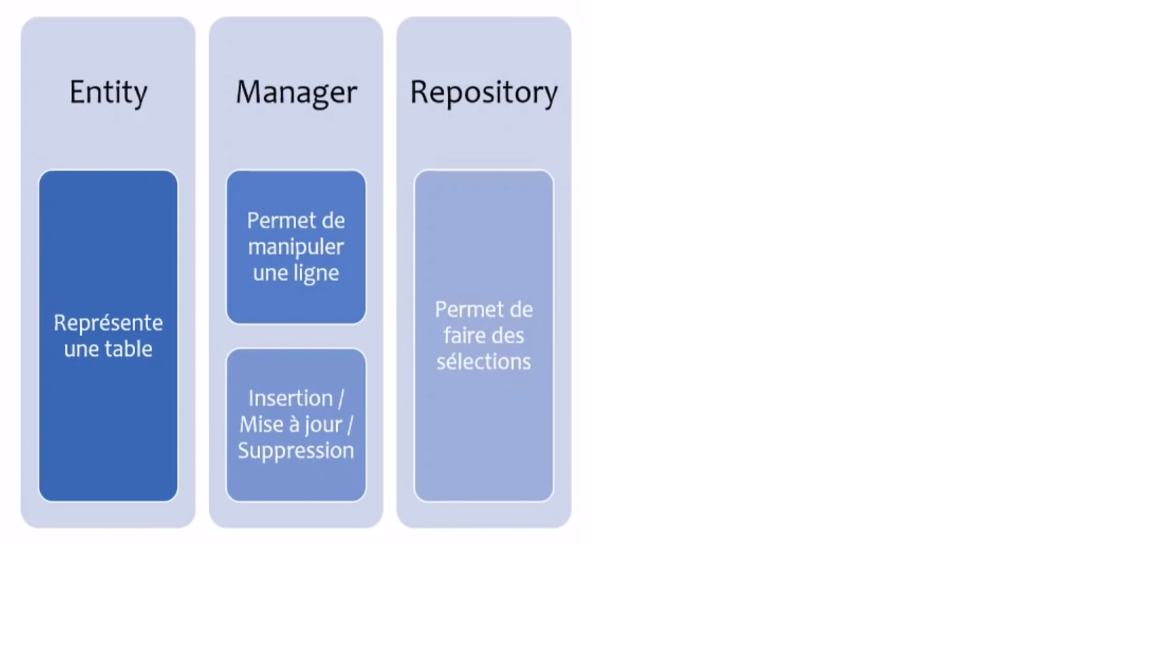 Entity
Représente
une table
Manager
Permet de
manipuler
une ligne
Insertion /
Mise à jour /
Suppression
Repository
Permet de
faire des
sélections